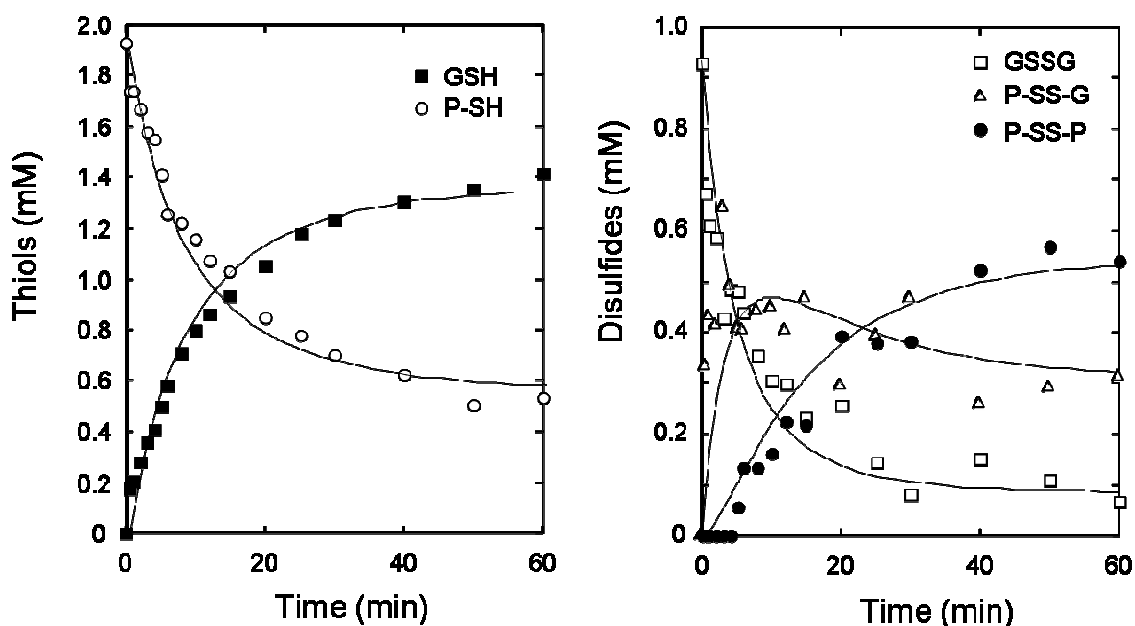 Thiols (mM)
2.0
1.8
1.6
1.4
1.2
1.0
0.8
0.6
0.4
0.2
0
GSH
P-SH
0 20 40 60
Time (min)
Disulfides (mM)
1.0
0.8
0.6
0.4
0.2
0
GSSG
P-SS-G
P-SS-P
0 20 40 60
Time (min)